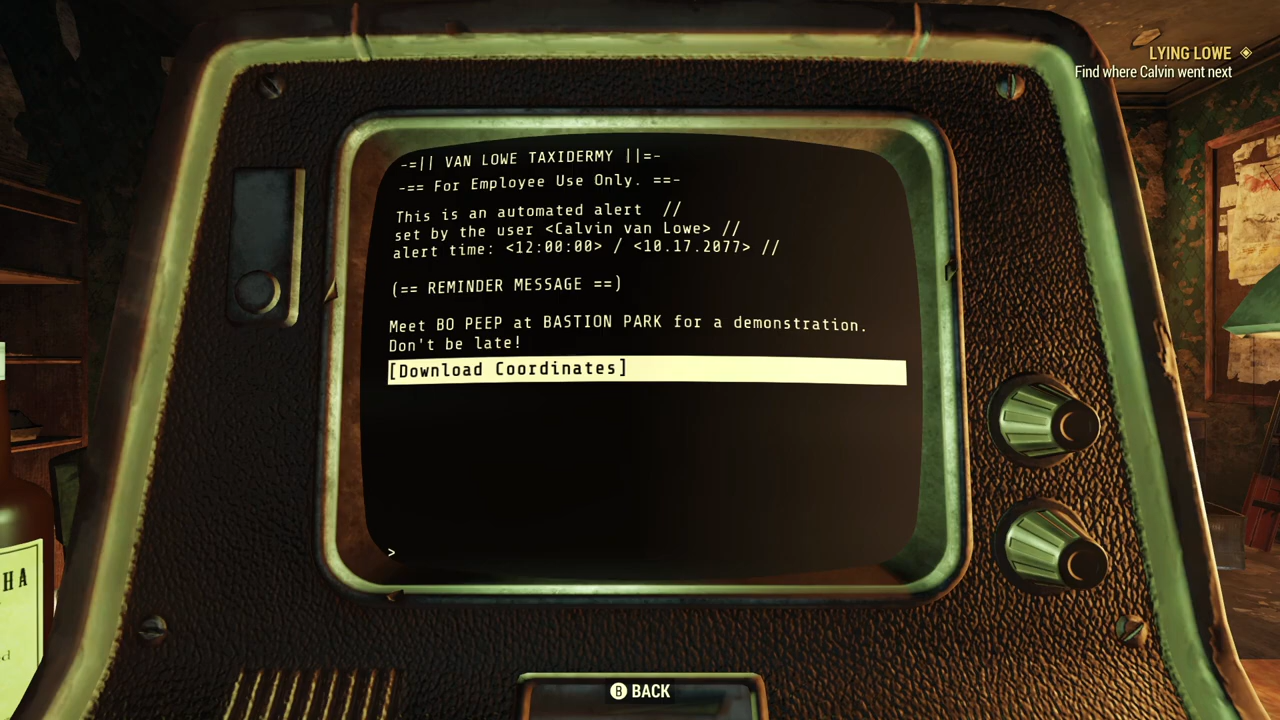 LYING LOWE
Find where Calvin went next
-=|| VAN LOWE TAXIDERMY ||=-
-== For Employee Use Only. ==-
This is an automated alert //
set by the user <Calvin van Lowe> //
alert time: <12:00:00> / <10.17.2077> //
(== REMINDER MESSAGE ==)
Meet BO PEEP at BASTION PARK for a demonstration.
Don't be late!
[Download Coordinates]
>
HA
d
B BACK